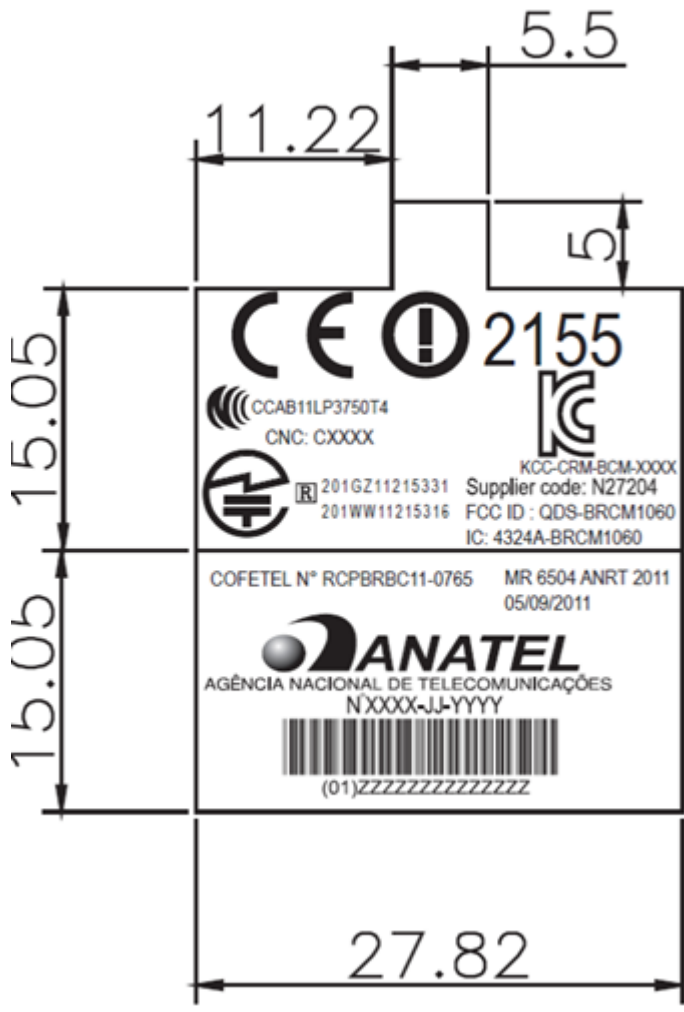 5.5
11.22
5
15.05
CE 2155
CCAB11LP3750T4
CNC: CXXXX
KC
KCC-CRM-BCM-XXXX
R 201GZ11215331
201WW11215316
Supplier code: N27204
FCC ID : QDS-BRCM1060
IC: 4324A-BRCM1060
15.05
COFETEL N° RCPBRBC11-0765
MR 6504 ANRT 2011
05/09/2011
ANATEL
AGÊNCIA NACIONAL DE TELECOMUNICAÇÕES
N°XXXX-JJ-YYYY
(01)ZZZZZZZZZZZZZZ
27.82